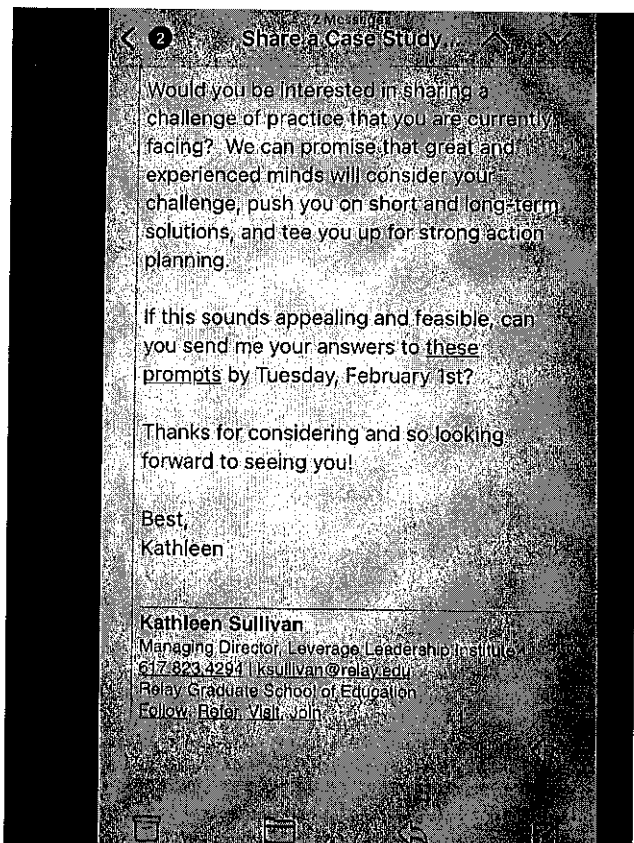 2 Messages
2 Share a Case Study...
Would you be interested in sharing a
challenge of practice that you are currently
facing?  We can promise that great and
experienced minds will consider your
challenge, push you on short and long-term
solutions, and tee you up for strong action
planning.
If this sounds appealing and feasible, can
you send me your answers to these
prompts by Tuesday, February 1st?
Thanks for considering and so looking
forward to seeing you!
Best,
Kathleen
Kathleen Sullivan
Managing Director, Leverage Leadership Institute
617.823.4294 | ksullivan@relay.edu
Relay Graduate School of Education
Follow, Refer, Visit, Join